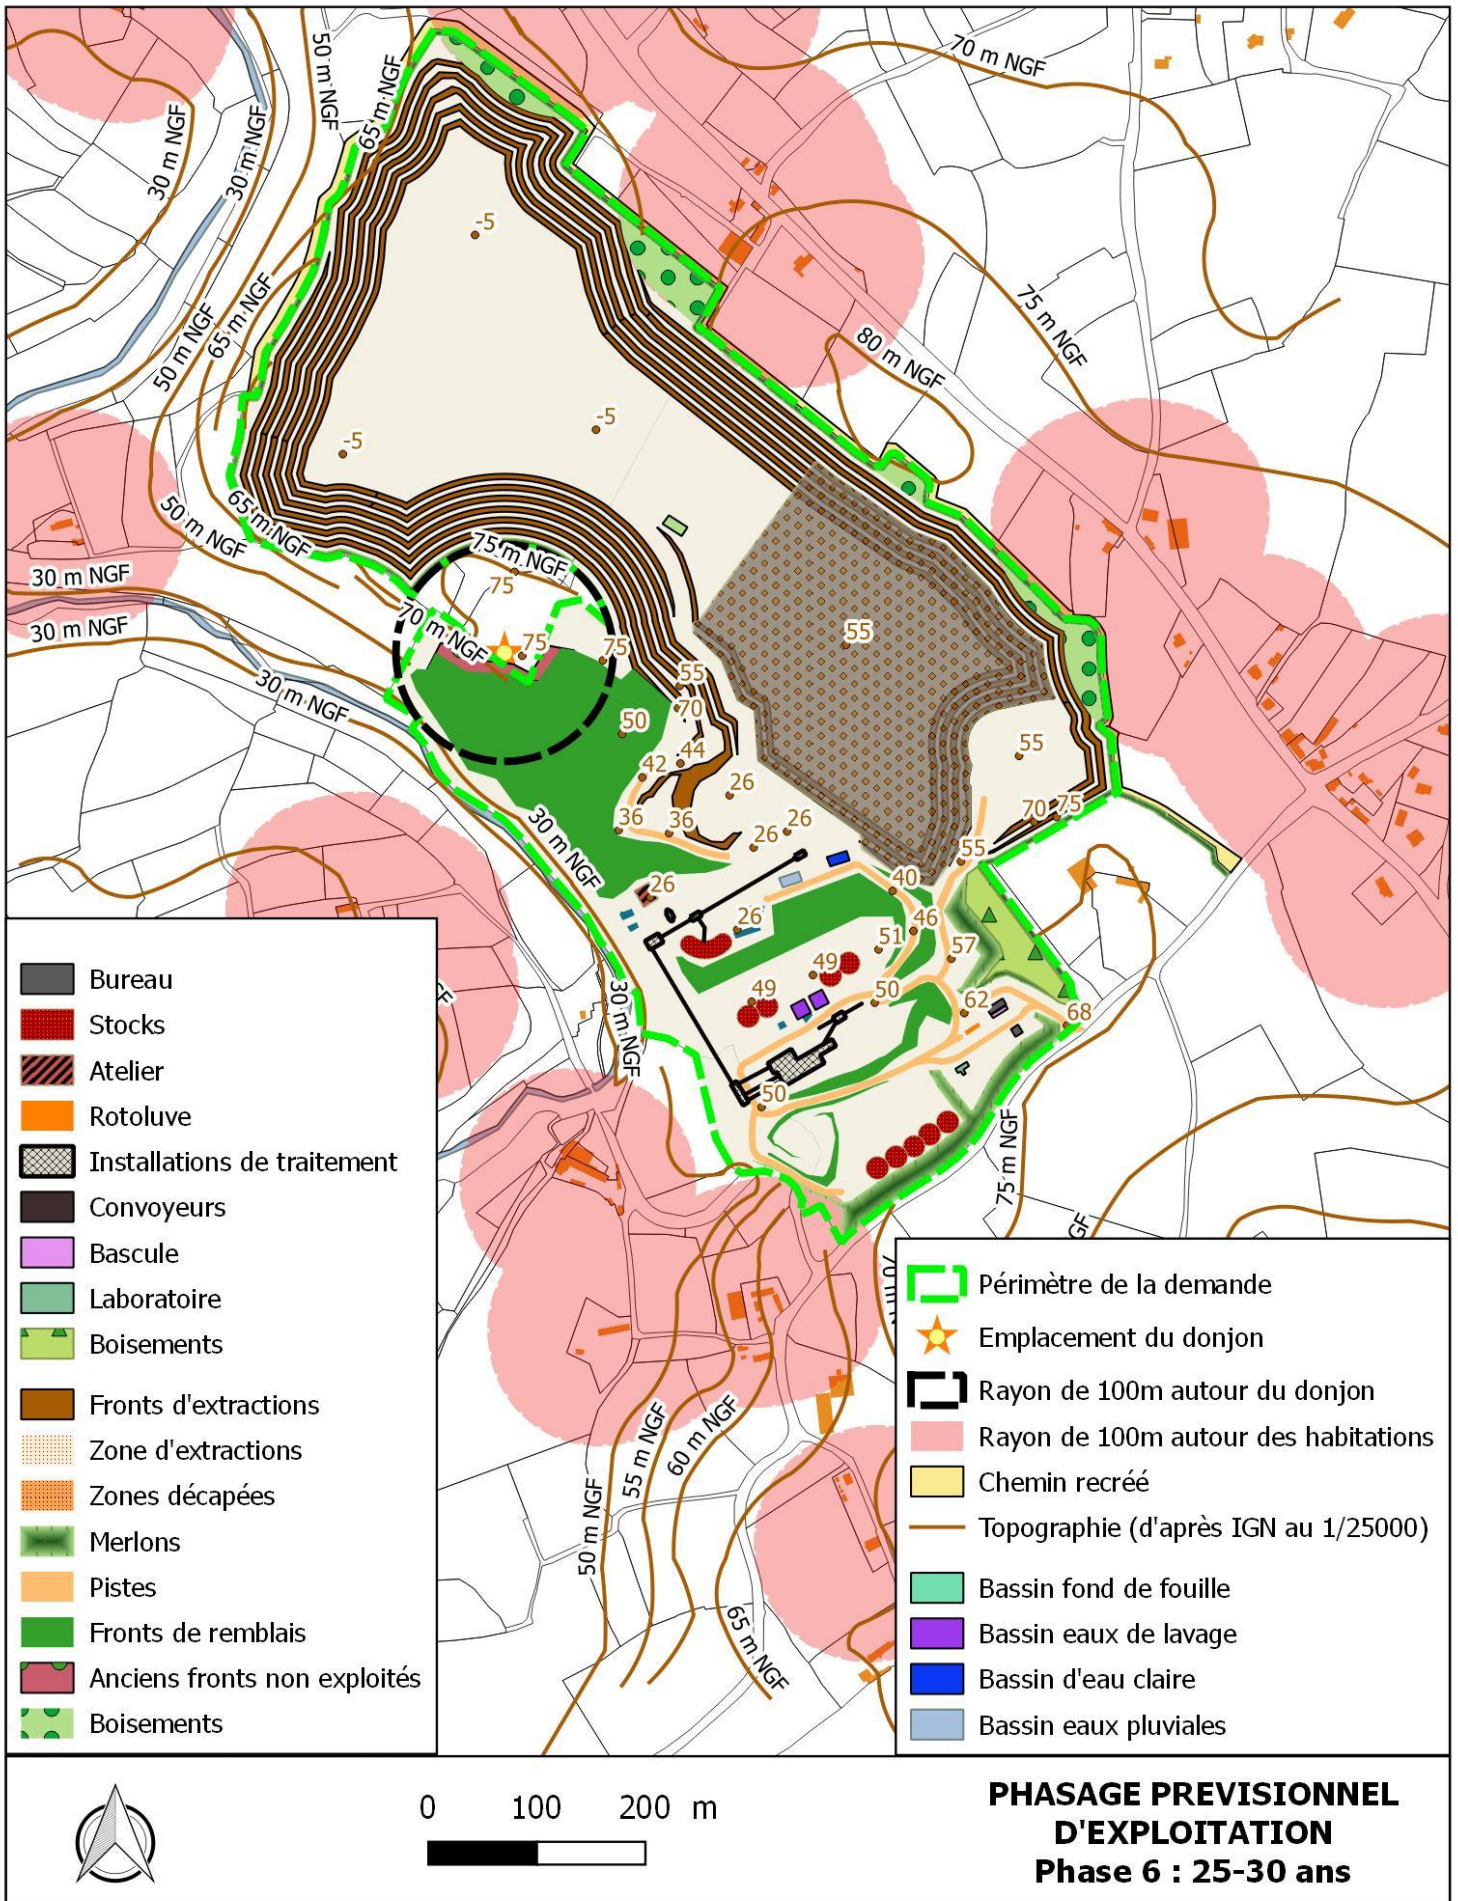 50 m NGF
65 m NGF
70 m NGF
30 m NGF
30 m NGF
-5
65 m NGF
50 m NGF
75 m NGF
80 m NGF
-5
-5
65 m NGF
50 m NGF
75 m NGF
75
30 m NGF
70 m NGF
30 m NGF
75
75
55
30 m NGF
55
70
50
55
44
42
26
70
75
36
36
26
26
30 m NGF
55
26
40
26
46
51
57
49
49
50
62
68
30 m NGF
50
75 m NGF
55 m NGF
60 m NGF
50 m NGF
65 m NGF
Bureau
Stocks
Atelier
Rotoluve
Installations de traitement
Convoyeurs
Bascule
Laboratoire
Boisements
Fronts d'extractions
Zone d'extractions
Zones décapées
Merlons
Pistes
Fronts de remblais
Anciens fronts non exploités
Boisements
Périmètre de la demande
Emplacement du donjon
Rayon de 100m autour du donjon
Rayon de 100m autour des habitations
Chemin recréé
Topographie (d'après IGN au 1/25000)
Bassin fond de fouille
Bassin eaux de lavage
Bassin d'eau claire
Bassin eaux pluviales
0 100 200 m
PHASAGE PREVISIONNEL
D'EXPLOITATION
Phase 6 : 25-30 ans